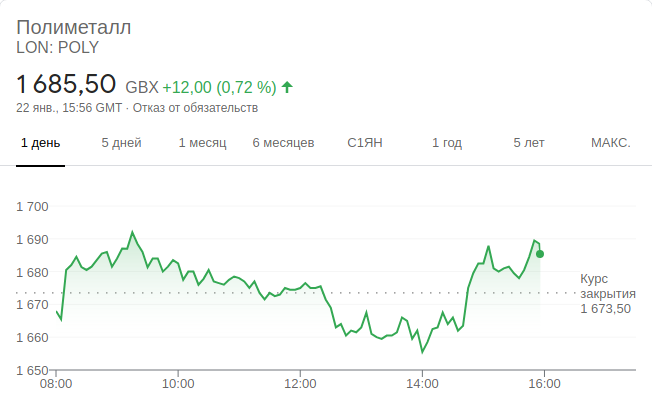 Полиметалл
LON: POLY
1 685,50 GBX +12,00 (0,72 %)
22 янв., 15:56 GMT · Отказ от обязательств
1 день 5 дней 1 месяц 6 месяцев С1ЯН 1 год 5 лет МАКС.
1 700
1 690
1 680
1 670
1 660
1 650
Курс
закрытия
1 673,50
08:00 10:00 12:00 14:00 16:00